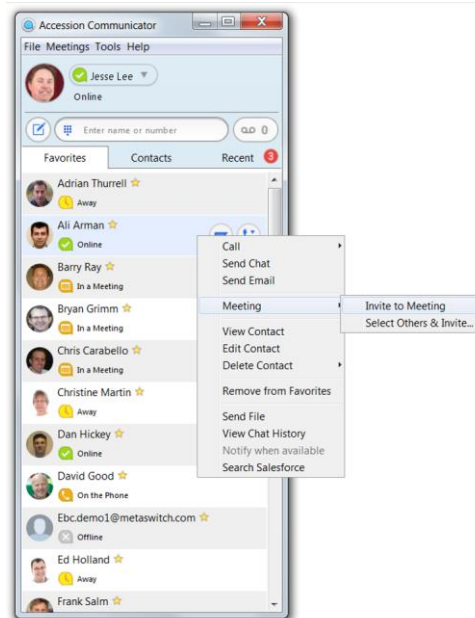 Accession Communicator
File Meetings Tools Help
Jesse Lee
Online
Enter name or number
0
Favorites Contacts Recent 3
Adrian Thurrell
Away
Ali Arman
Online
Barry Ray
In a Meeting
Bryan Grimm
In a Meeting
Chris Carabello
In a Meeting
Christine Martin
Away
Dan Hickey
Online
David Good
On the Phone
Ebc.demo1@metaswitch.com
Offline
Ed Holland
Away
Frank Salm
Call
Send Chat
Send Email
Meeting
View Contact
Edit Contact
Delete Contact
Remove from Favorites
Send File
View Chat History
Notify when available
Search Salesforce
Invite to Meeting
Select Others & Invite...